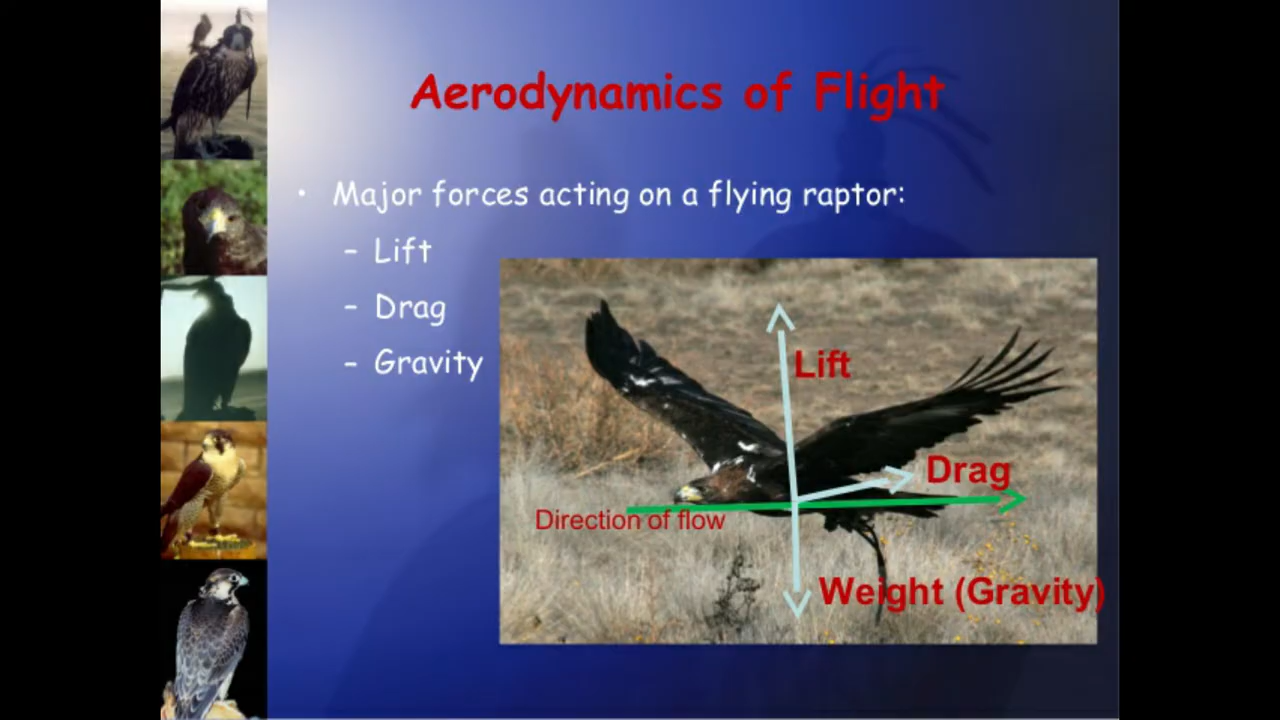 Aerodynamics of Flight
• Major forces acting on a flying raptor:
– Lift
– Drag
– Gravity
Lift
Drag
Direction of flow
Weight (Gravity)